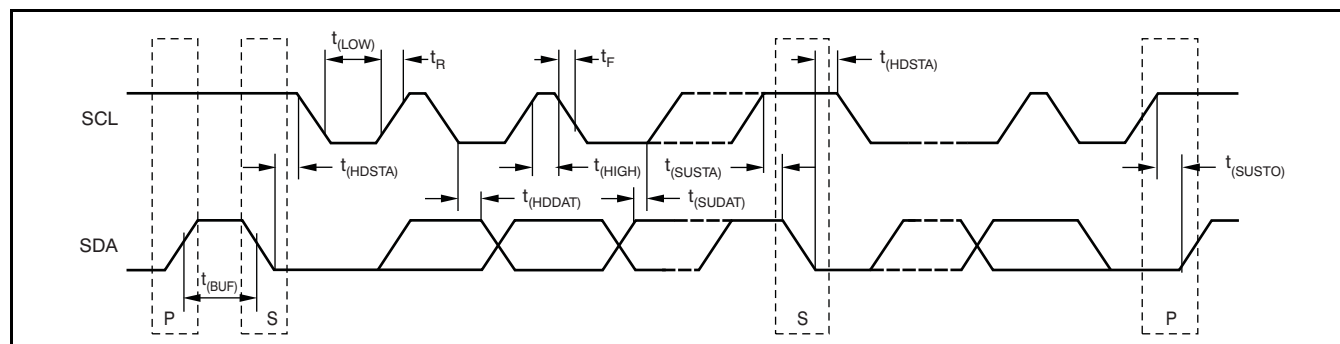 t(LOW)
tR
tF
t(HDSTA)
SCL
t(HDSTA)
t(HIGH)
t(SUSTA)
t(SUSTO)
t(HDDAT)
t(SUDAT)
SDA
t(BUF)
P
S
S
P